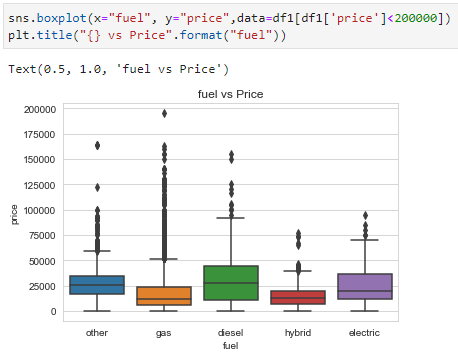 sns.boxplot(x="fuel", y="price",data=df1[df1['price']<200000])
plt.title("{} vs Price".format("fuel"))
Text(0.5, 1.0, 'fuel vs Price')
fuel vs Price
200000
175000
150000
125000
100000
75000
50000
25000
0
price
other gas diesel hybrid electric
fuel